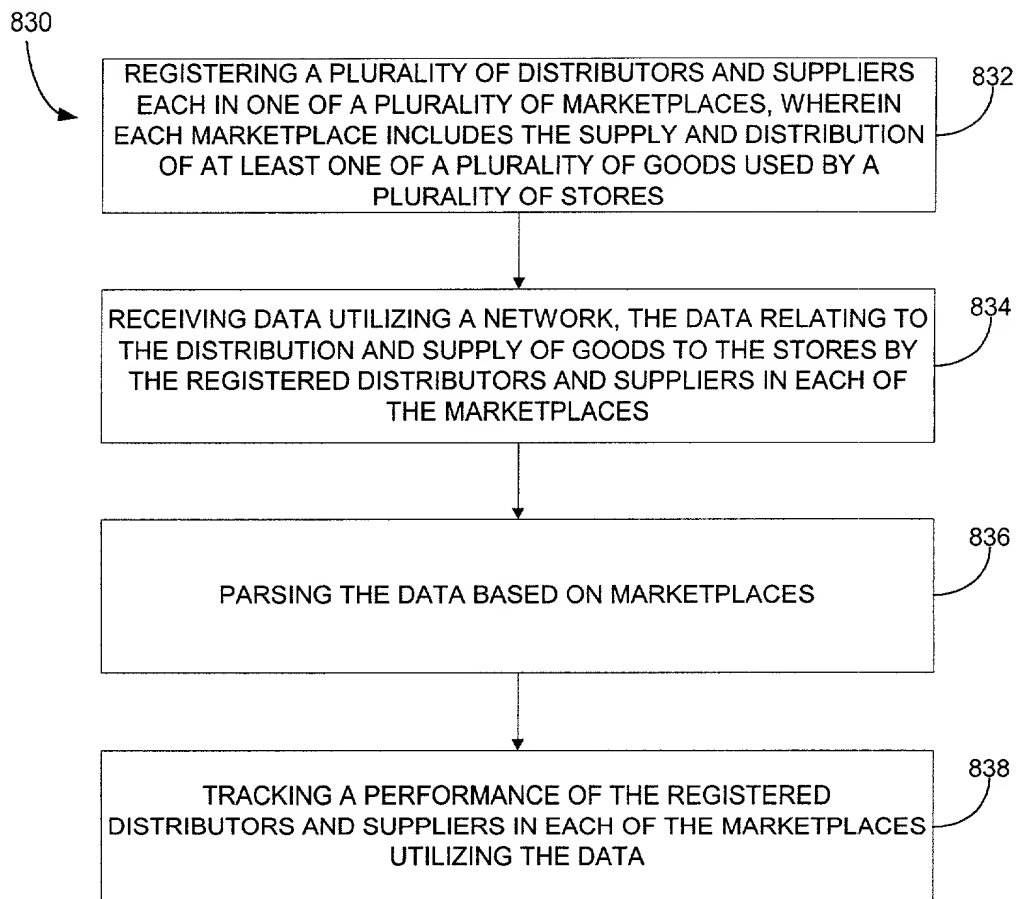 830
REGISTERING A PLURALITY OF DISTRIBUTORS AND SUPPLIERS
EACH IN ONE OF A PLURALITY OF MARKETPLACES, WHEREIN
EACH MARKETPLACE INCLUDES THE SUPPLY AND DISTRIBUTION
OF AT LEAST ONE OF A PLURALITY OF GOODS USED BY A
PLURALITY OF STORES
832
RECEIVING DATA UTILIZING A NETWORK, THE DATA RELATING TO
THE DISTRIBUTION AND SUPPLY OF GOODS TO THE STORES BY
THE REGISTERED DISTRIBUTORS AND SUPPLIERS IN EACH OF
THE MARKETPLACES
834
PARSING THE DATA BASED ON MARKETPLACES
836
TRACKING A PERFORMANCE OF THE REGISTERED
DISTRIBUTORS AND SUPPLIERS IN EACH OF THE MARKETPLACES
UTILIZING THE DATA
838